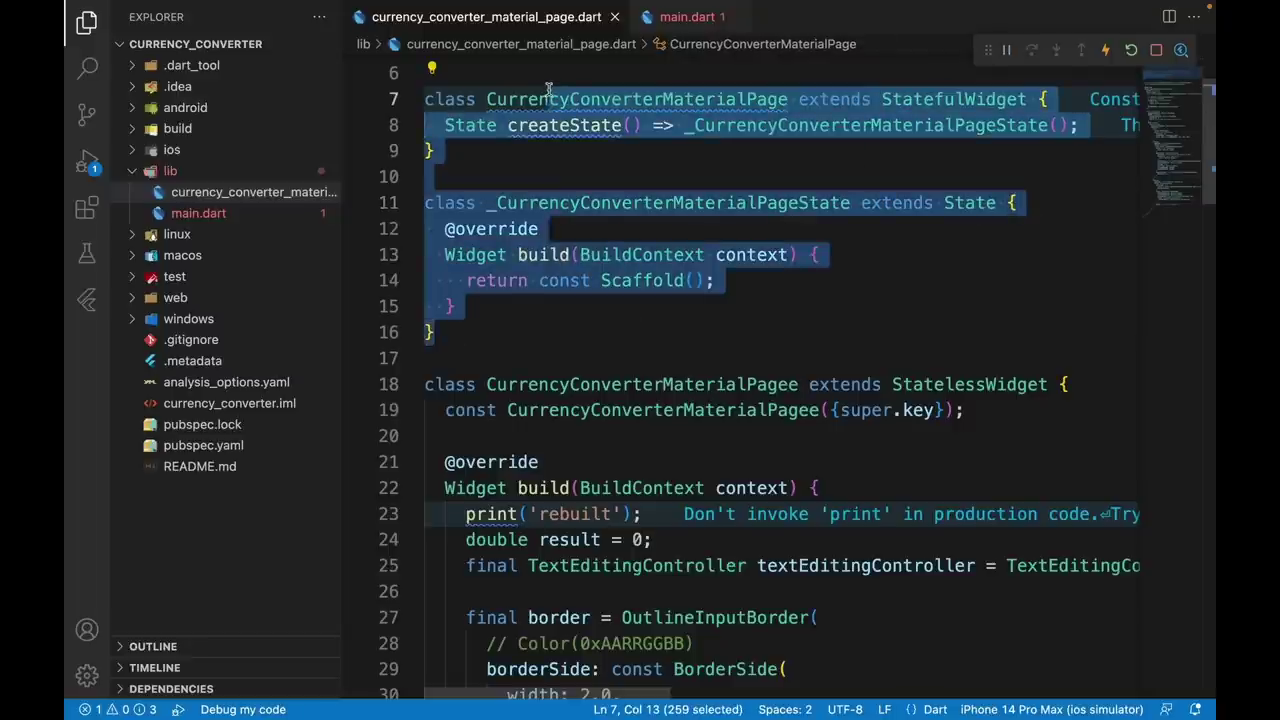 EXPLORER
CURRENCY_CONVERTER
.dart_tool
.idea
android
build
ios
lib
currency_converter_materi...
main.dart 1
linux
macos
test
web
windows
.gitignore
.metadata
analysis_options.yaml
currency_converter.iml
pubspec.lock
pubspec.yaml
README.md
OUTLINE
TIMELINE
DEPENDENCIES
1
currency_converter_material_page.dart
main.dart 1
lib > currency_converter_material_page.dart > CurrencyConverterMaterialPage
6
7 class CurrencyConverterMaterialPage extends StatefulWidget { Const
8 State createState() => _CurrencyConverterMaterialPageState(); Th
9 }
10
11 class _CurrencyConverterMaterialPageState extends State {
12 @override
13 Widget build(BuildContext context) {
14 return const Scaffold();
15 }
16 }
17
18 class CurrencyConverterMaterialPagee extends StatelessWidget {
19 const CurrencyConverterMaterialPagee({super.key});
20
21 @override
22 Widget build(BuildContext context) {
23 print('rebuilt'); Don't invoke 'print' in production code.⏎Try
24 double result = 0;
25 final TextEditingController textEditingController = TextEditingCo
26
27 final border = OutlineInputBorder(
28 // Color(0xAARRGGBB)
29 borderSide: const BorderSide(
30 width: 2.0,
1 0 3 Debug my code Ln 7, Col 13 (259 selected) Spaces: 2 UTF-8 LF {} Dart iPhone 14 Pro Max (ios simulator)